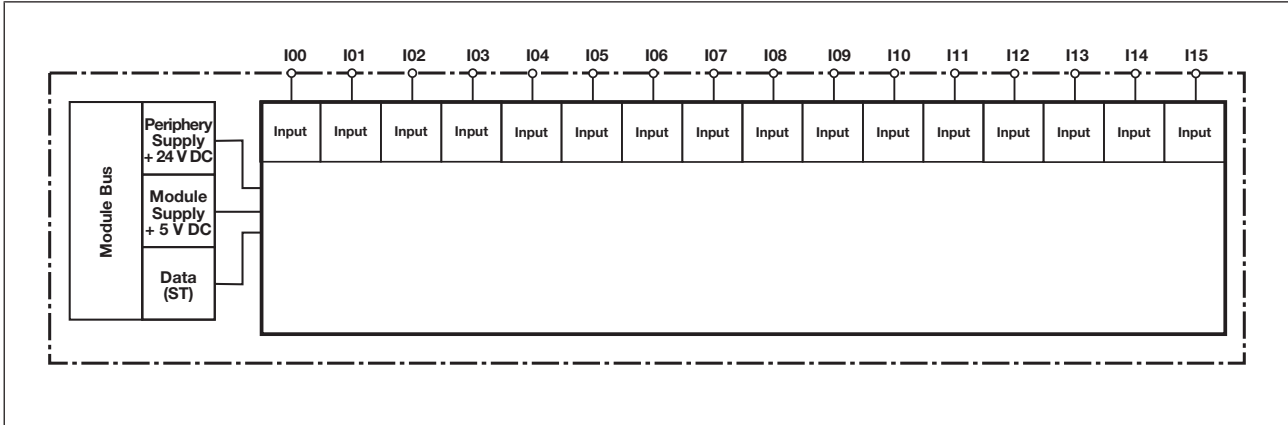 I00 I01 I02 I03 I04 I05 I06 I07 I08 I09 I10 I11 I12 I13 I14 I15
Input Input Input Input Input Input Input Input Input Input Input Input Input Input Input Input
Module Bus
Periphery
Supply
+ 24 V DC
Module
Supply
+ 5 V DC
Data
(ST)